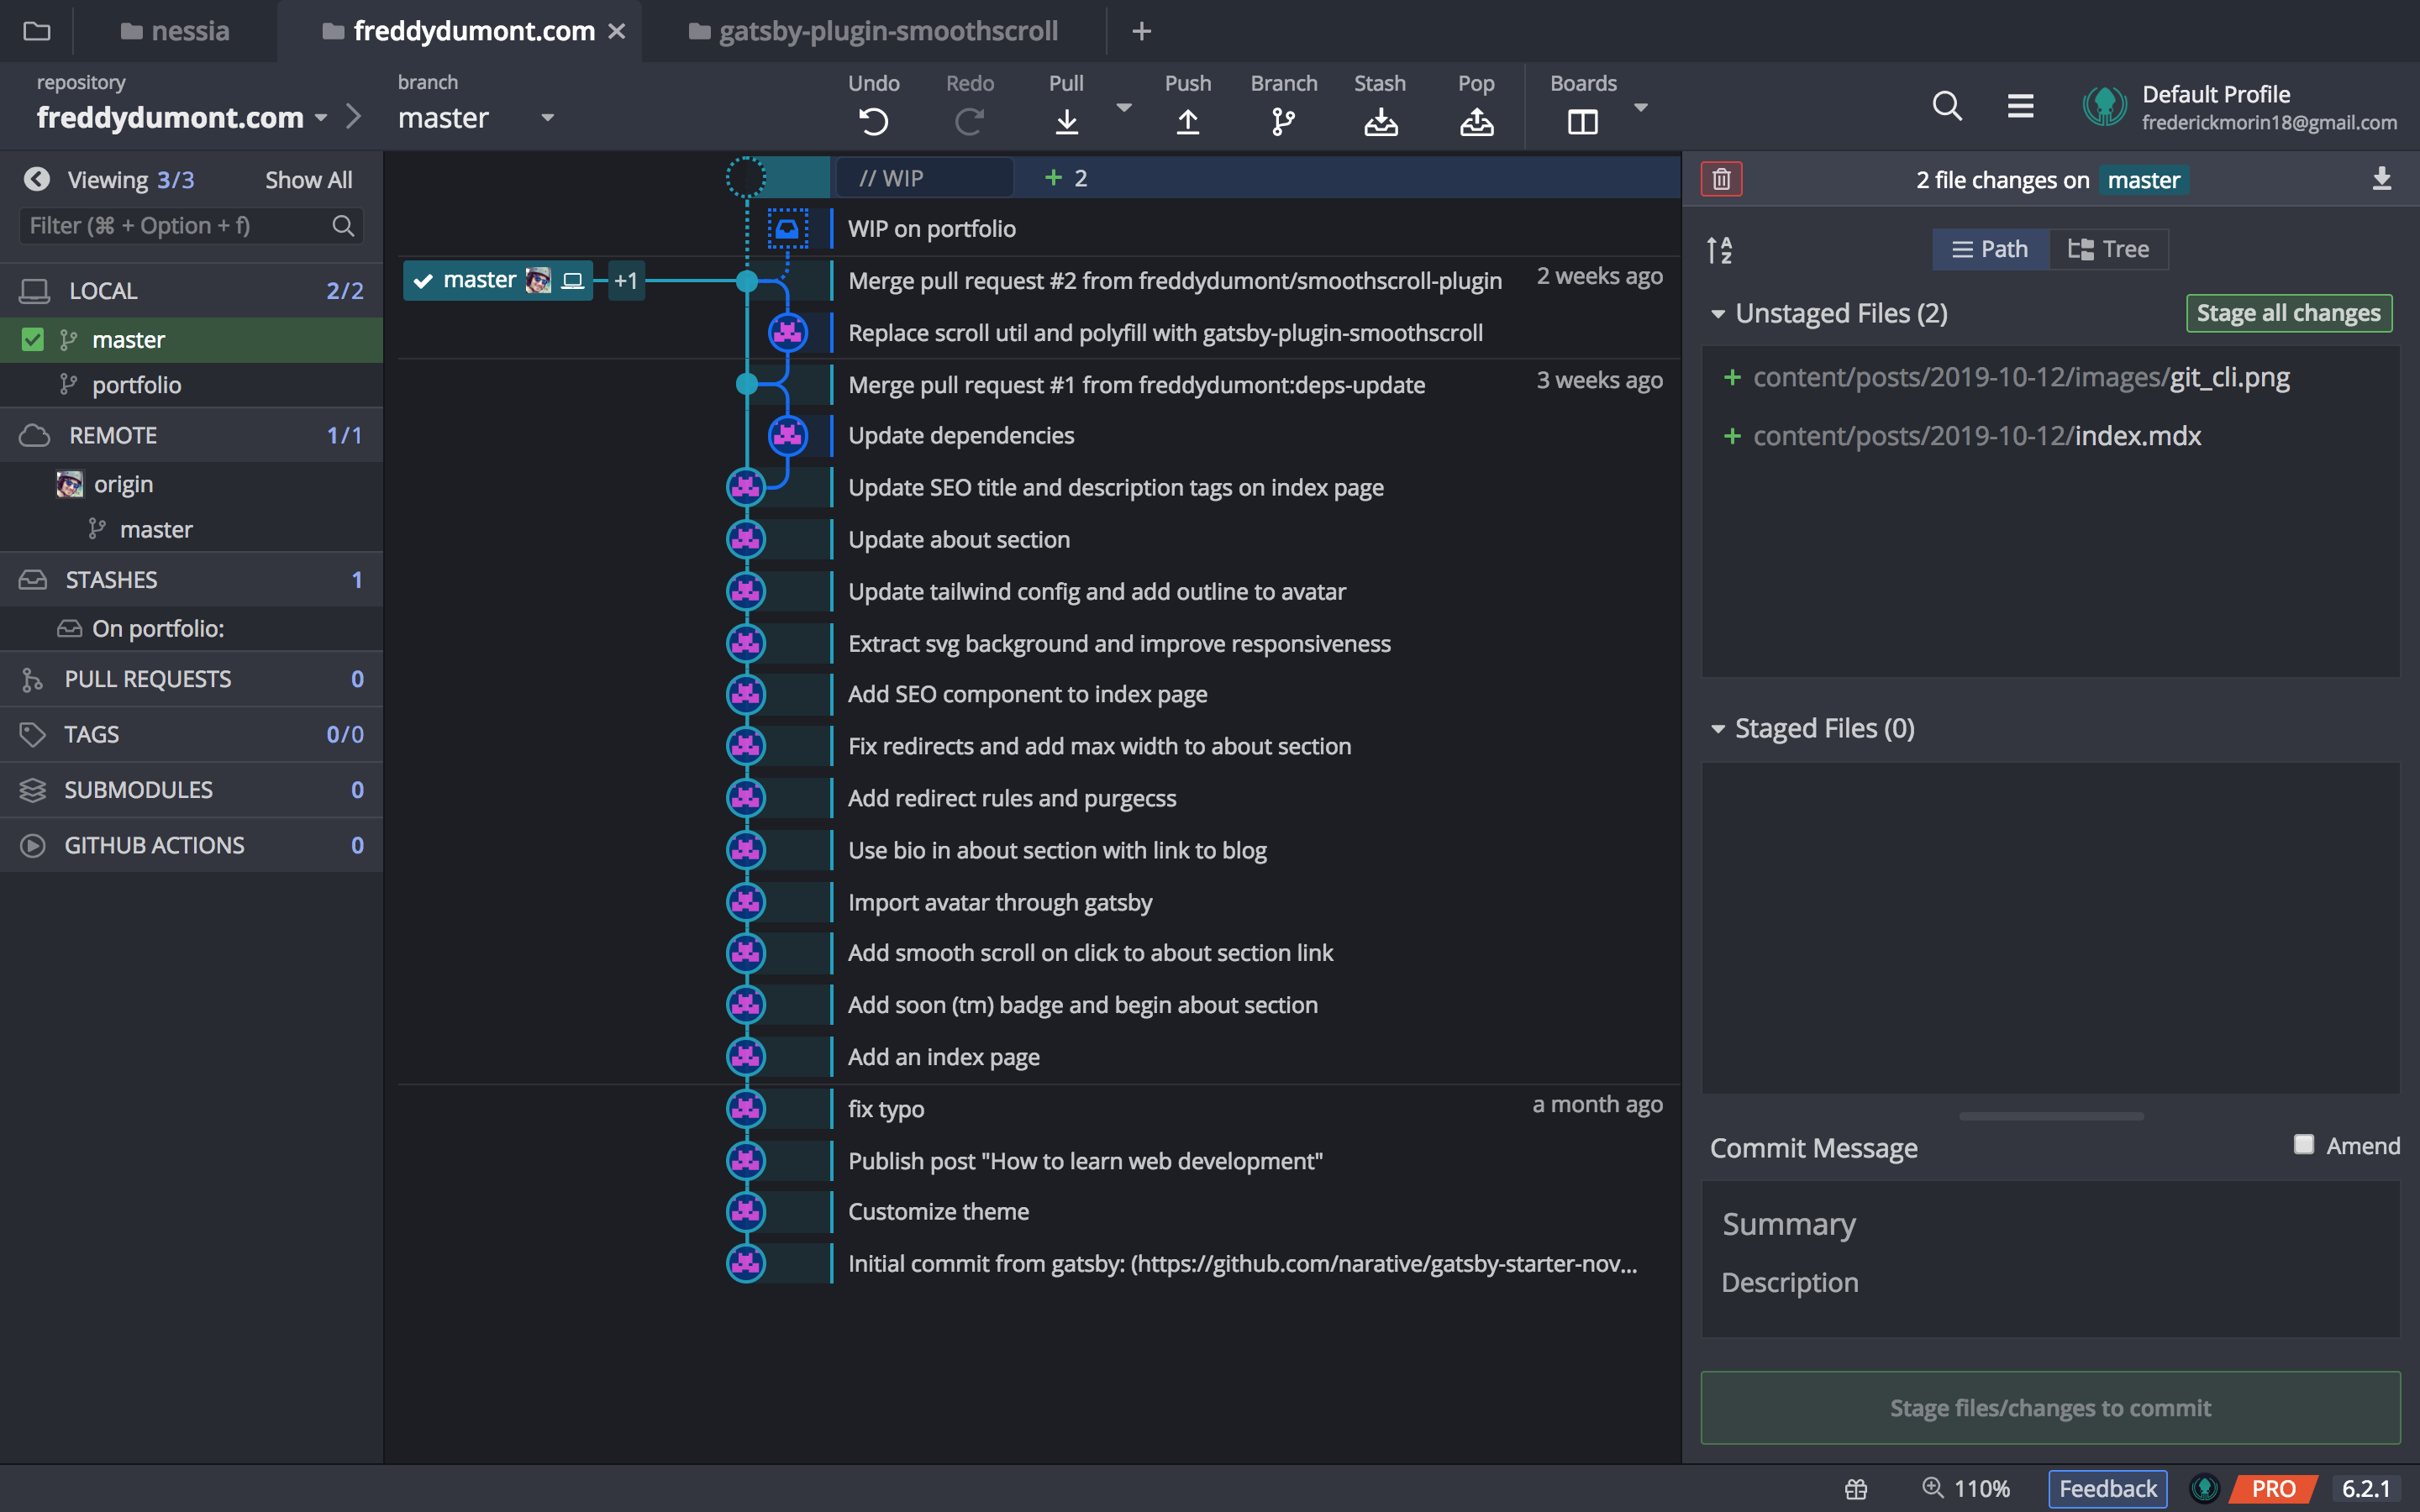 nessia
freddydumont.com
gatsby-plugin-smoothscroll
repository
freddydumont.com
branch
master
Undo
Redo
Pull
Push
Branch
Stash
Pop
Boards
Default Profile
frederickmorin18@gmail.com
Viewing 3/3
Show All
Filter (⌘ + Option + f)
LOCAL 2/2
master
portfolio
REMOTE 1/1
origin
master
STASHES 1
On portfolio:
PULL REQUESTS 0
TAGS 0/0
SUBMODULES 0
GITHUB ACTIONS 0
// WIP + 2
WIP on portfolio
master +1
Merge pull request #2 from freddydumont/smoothscroll-plugin 2 weeks ago
Replace scroll util and polyfill with gatsby-plugin-smoothscroll
Merge pull request #1 from freddydumont:deps-update 3 weeks ago
Update dependencies
Update SEO title and description tags on index page
Update about section
Update tailwind config and add outline to avatar
Extract svg background and improve responsiveness
Add SEO component to index page
Fix redirects and add max width to about section
Add redirect rules and purgecss
Use bio in about section with link to blog
Import avatar through gatsby
Add smooth scroll on click to about section link
Add soon (tm) badge and begin about section
Add an index page
fix typo a month ago
Publish post "How to learn web development"
Customize theme
Initial commit from gatsby: (https://github.com/narative/gatsby-starter-nov...
2 file changes on master
A
Z
Path
Tree
Unstaged Files (2)
Stage all changes
+ content/posts/2019-10-12/images/git_cli.png
+ content/posts/2019-10-12/index.mdx
Staged Files (0)
Commit Message
Amend
Summary
Description
Stage files/changes to commit
110%
Feedback
PRO
6.2.1